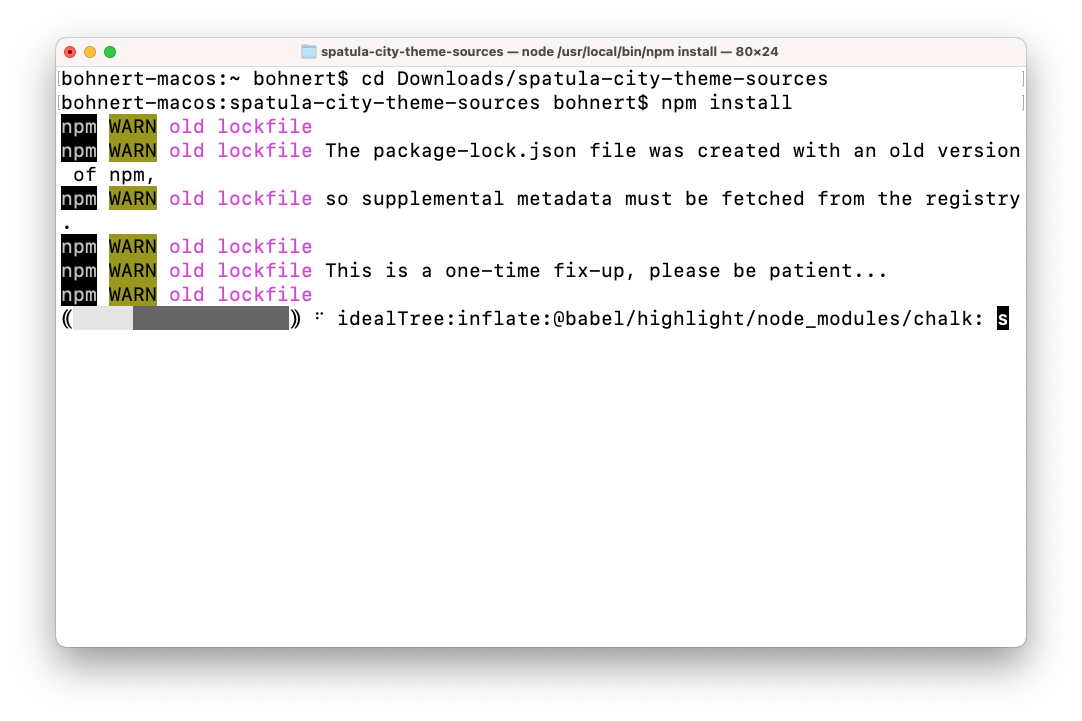 spatula-city-theme-sources — node /usr/local/bin/npm install — 80×24
bohnert-macos:~ bohnert$ cd Downloads/spatula-city-theme-sources
bohnert-macos:spatula-city-theme-sources bohnert$ npm install
npm WARN old lockfile
npm WARN old lockfile The package-lock.json file was created with an old version
of npm,
npm WARN old lockfile so supplemental metadata must be fetched from the registry
.
npm WARN old lockfile
npm WARN old lockfile This is a one-time fix-up, please be patient...
npm WARN old lockfile
⸨ ⸩ ⠋ idealTree:inflate:@babel/highlight/node_modules/chalk: s